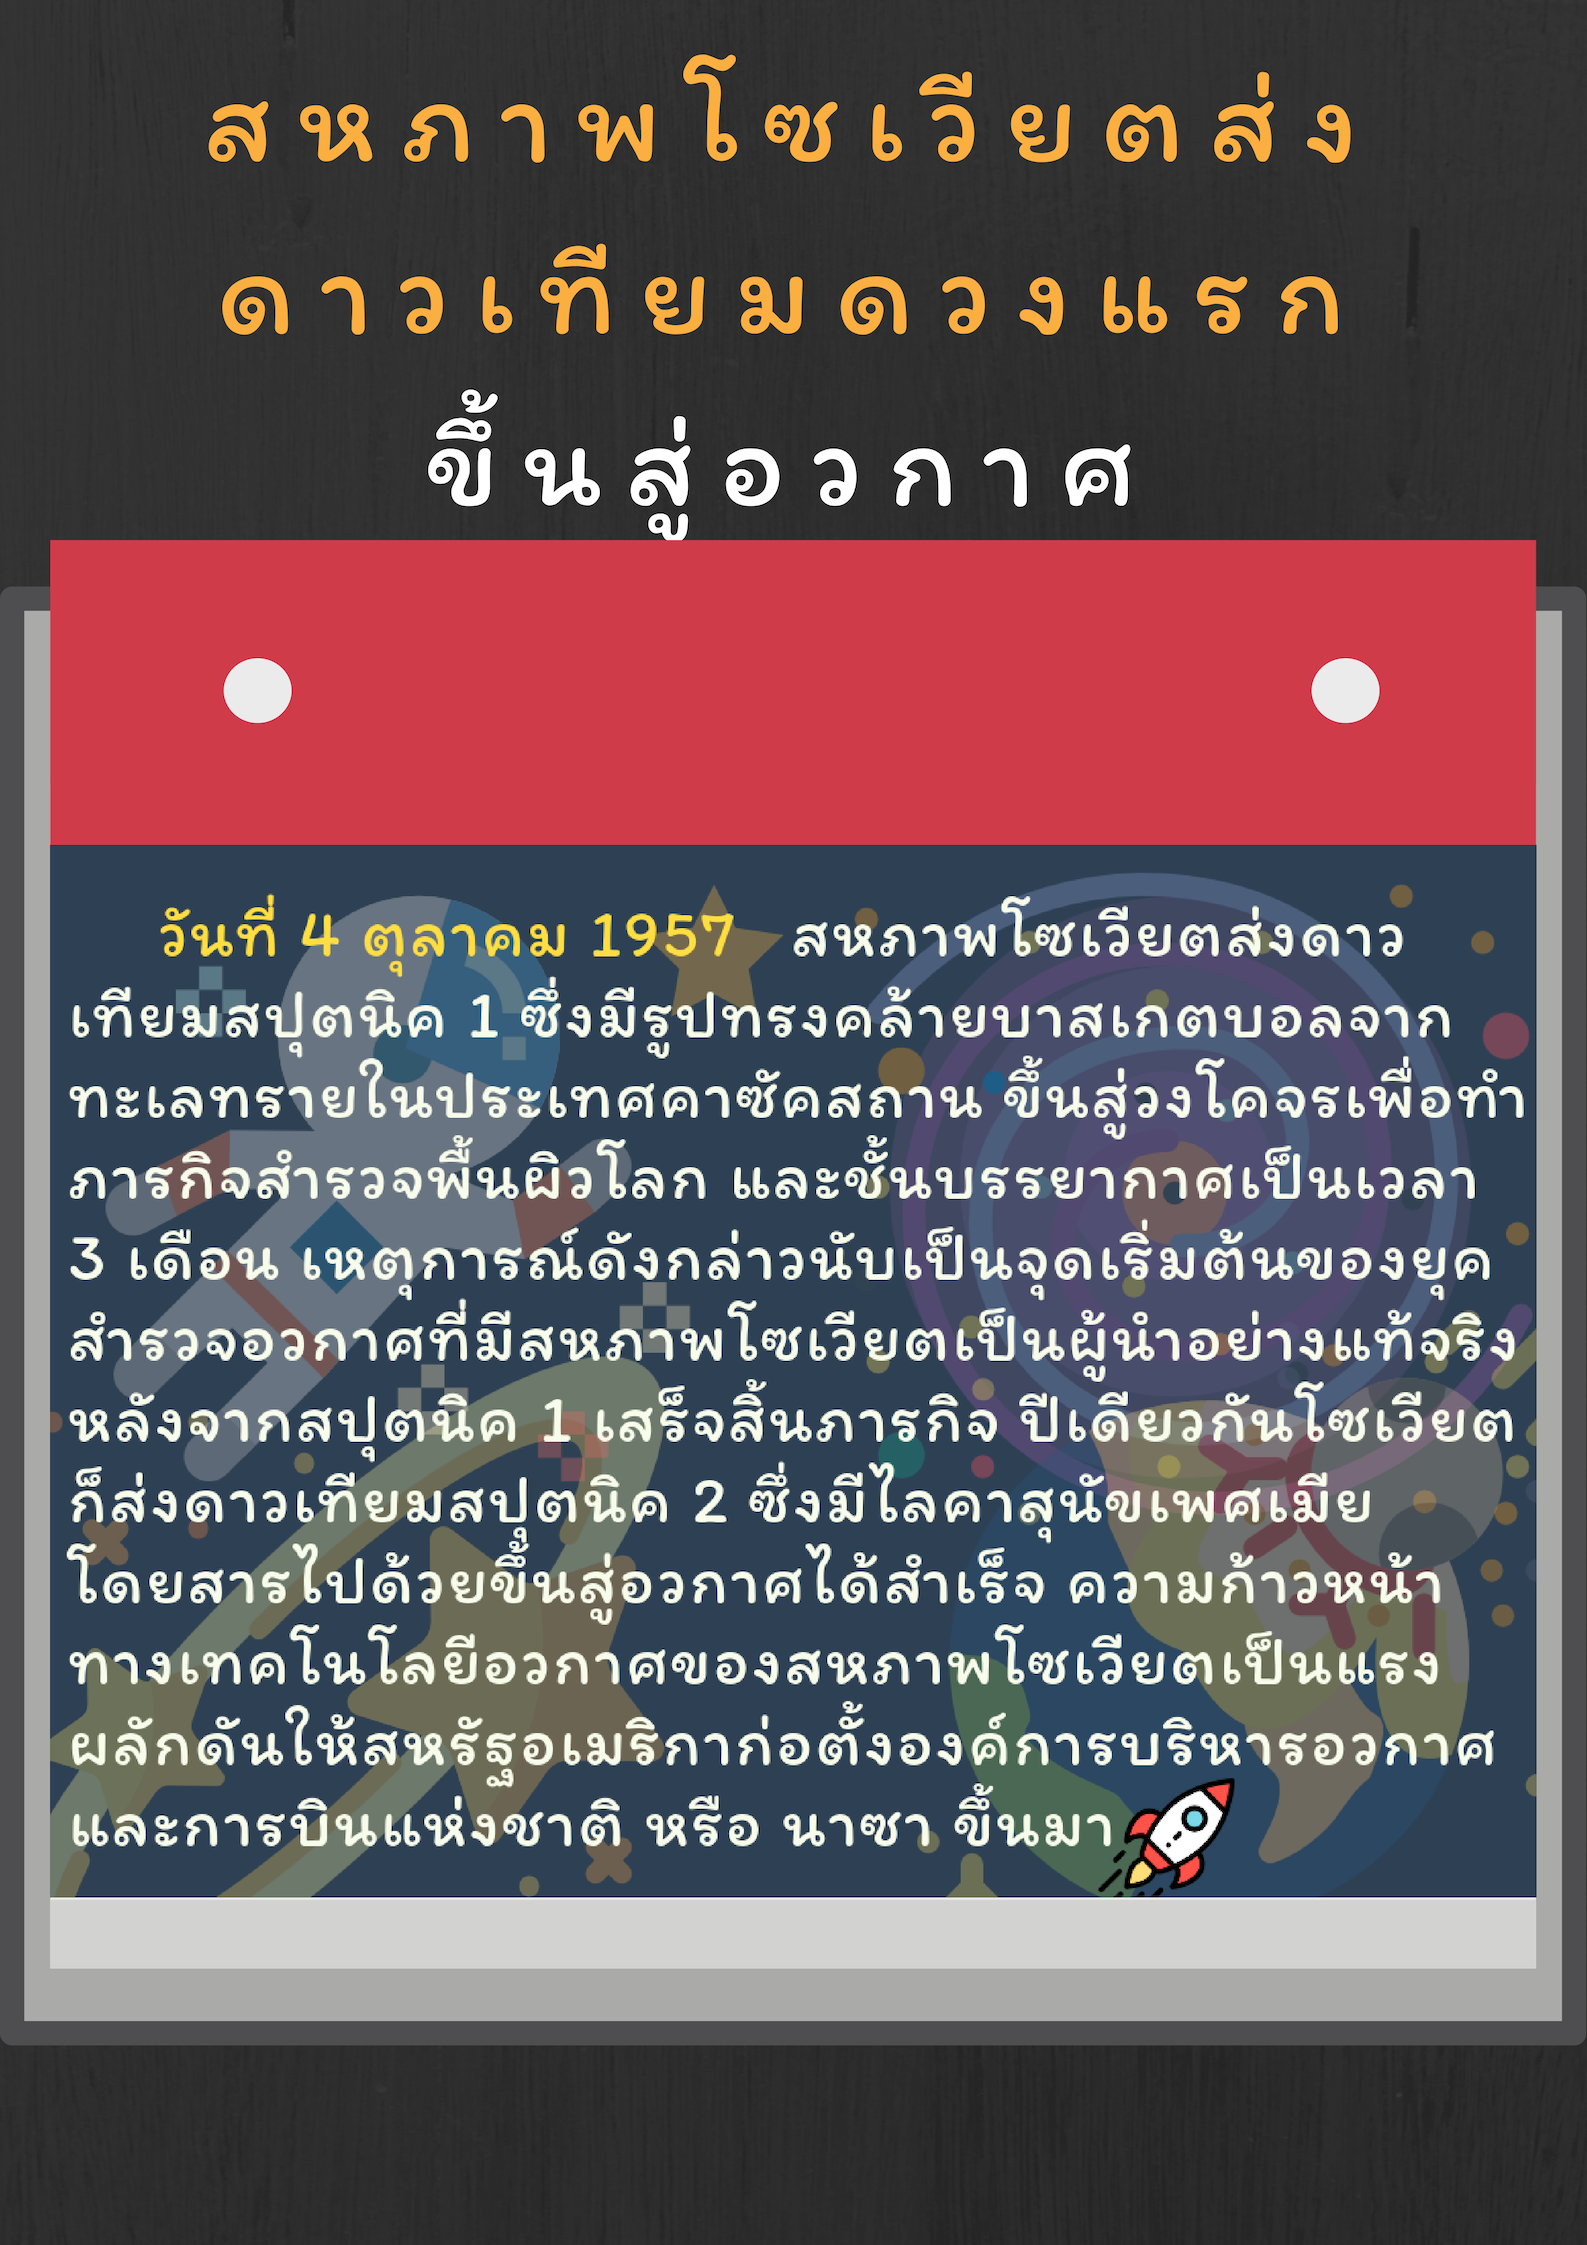 สหภาพโซเวียตส่ง
ดาวเทียมดวงแรก
ขึ้นสู่อวกาศ
วันที่ 4 ตุลาคม 1957 สหภาพโซเวียตส่งดาว
เทียมสปุตนิค 1 ซึ่งมีรูปทรงคล้ายบาสเกตบอลจาก
ทะเลทรายในประเทศคาซัคสถาน ขึ้นสู่วงโคจรเพื่อทำ
ภารกิจสำรวจพื้นผิวโลก และชั้นบรรยากาศเป็นเวลา
3 เดือน เหตุการณ์ดังกล่าวนับเป็นจุดเริ่มต้นของยุค
สำรวจอวกาศที่มีสหภาพโซเวียตเป็นผู้นำอย่างแท้จริง
หลังจากสปุตนิค 1 เสร็จสิ้นภารกิจ ปีเดียวกันโซเวียต
ก็ส่งดาวเทียมสปุตนิค 2 ซึ่งมีไลคาสุนัขเพศเมีย
โดยสารไปด้วยขึ้นสู่อวกาศได้สำเร็จ ความก้าวหน้า
ทางเทคโนโลยีอวกาศของสหภาพโซเวียตเป็นแรง
ผลักดันให้สหรัฐอเมริกาก่อตั้งองค์การบริหารอวกาศ
และการบินแห่งชาติ หรือ นาซา ขึ้นมา